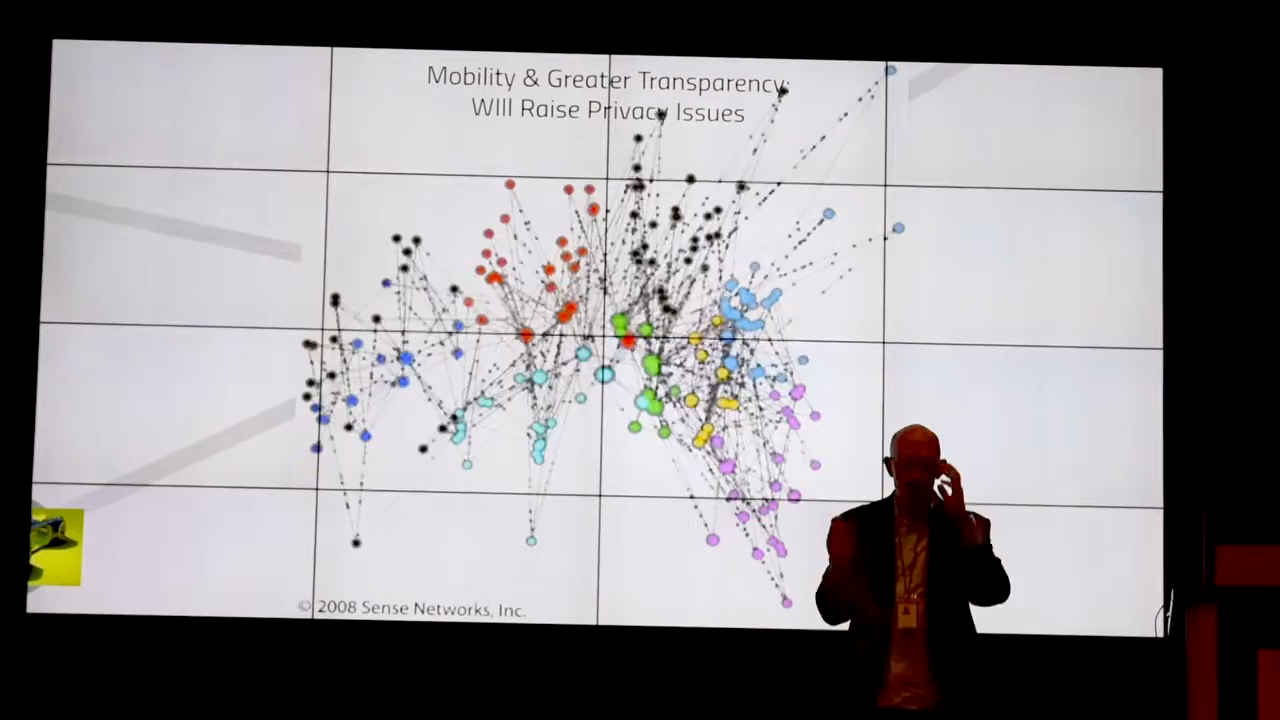 Mobility & Greater Transparency:
WIll Raise Privacy Issues
© 2008 Sense Networks, Inc.